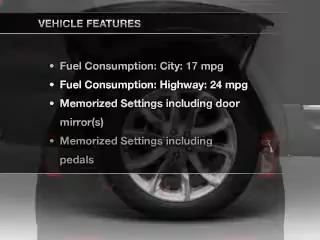 VEHICLE FEATURES
• Fuel Consumption: City: 17 mpg
• Fuel Consumption: Highway: 24 mpg
• Memorized Settings including door
mirror(s)
• Memorized Settings including
pedals